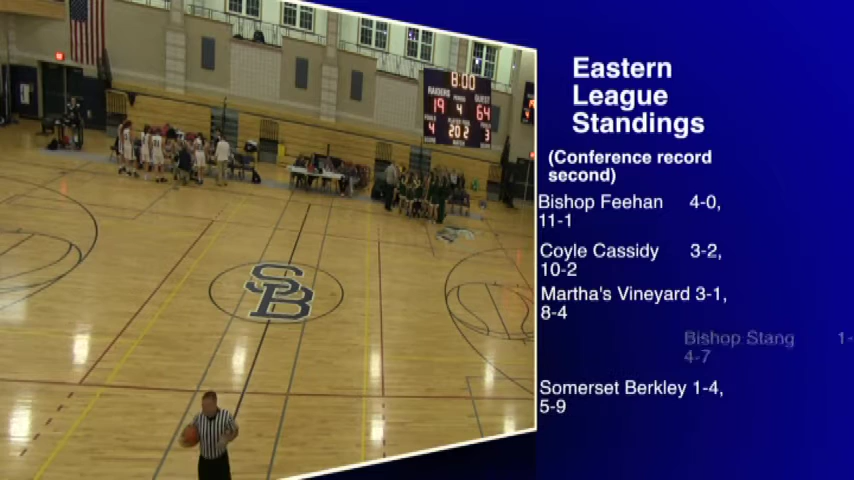 Eastern
League
Standings
(Conference record
second)
Bishop Feehan 4-0,
11-1
Coyle Cassidy 3-2,
10-2
Martha's Vineyard 3-1,
8-4
Bishop Stang 1-
4-7
Somerset Berkley 1-4,
5-9
8:00
RAIDERS
GUEST
19 4 64
4 202 3
SB